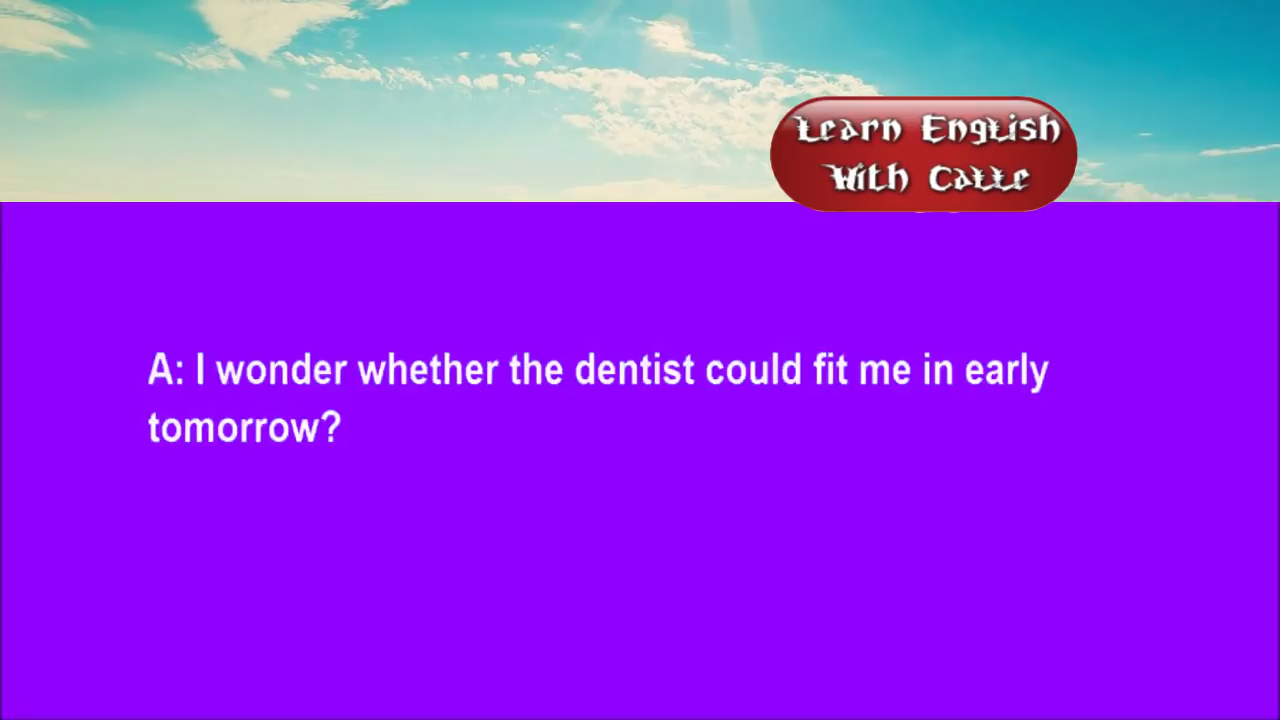 Learn English
With Catte
A: I wonder whether the dentist could fit me in early
tomorrow?